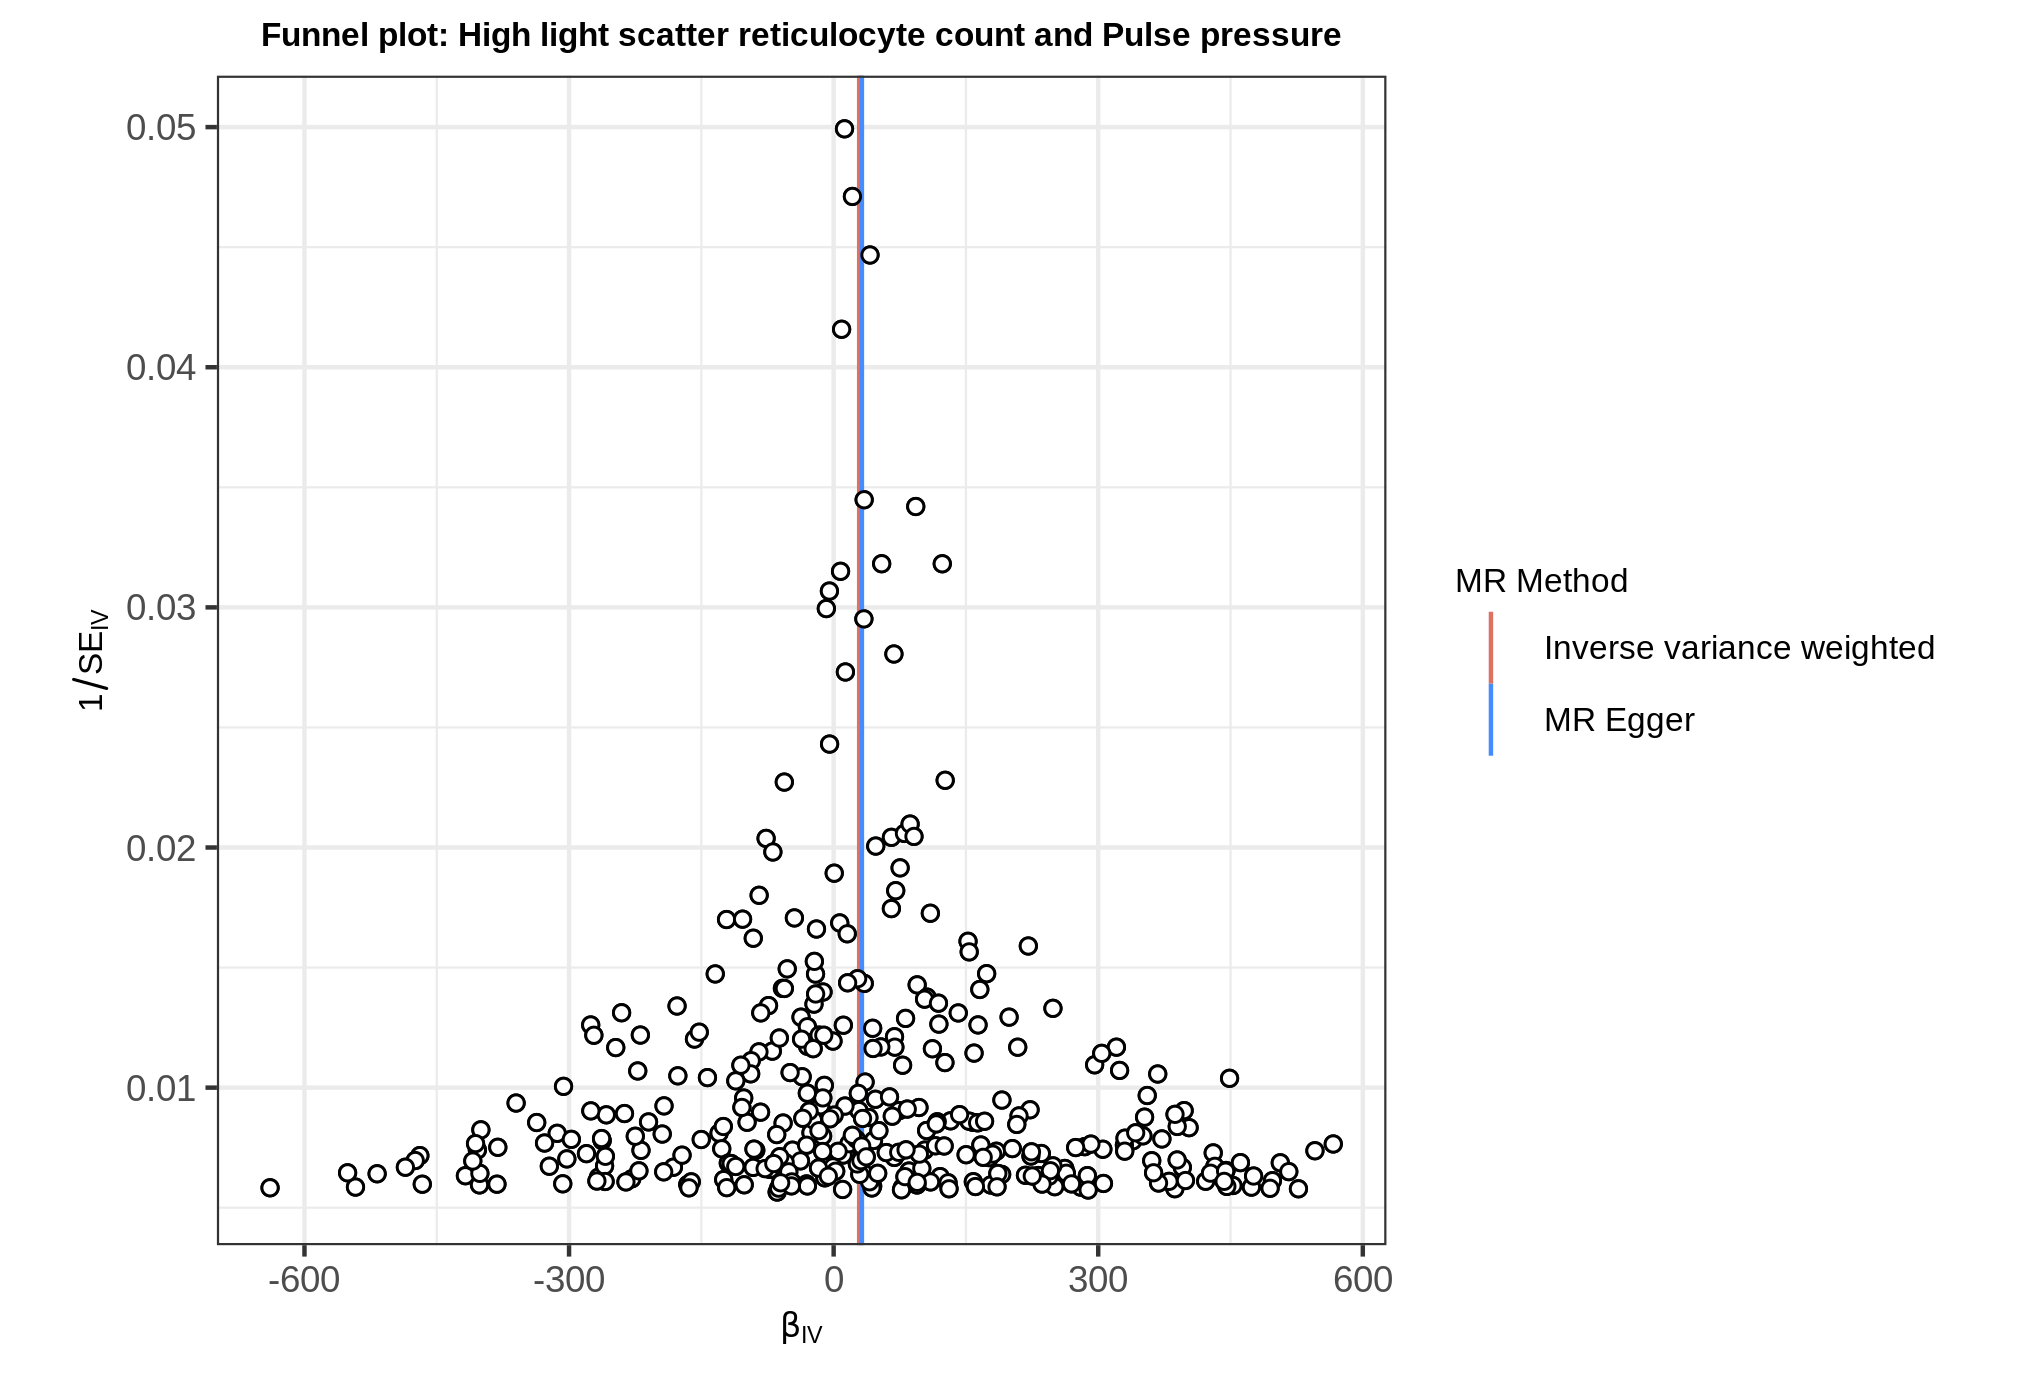 Funnel plot: High light scatter reticulocyte count and Pulse pressure
0.05
0.04
0.03
0.02
0.01
1/SE_IV
-600
-300
0
300
600
β_IV
MR Method
Inverse variance weighted
MR Egger